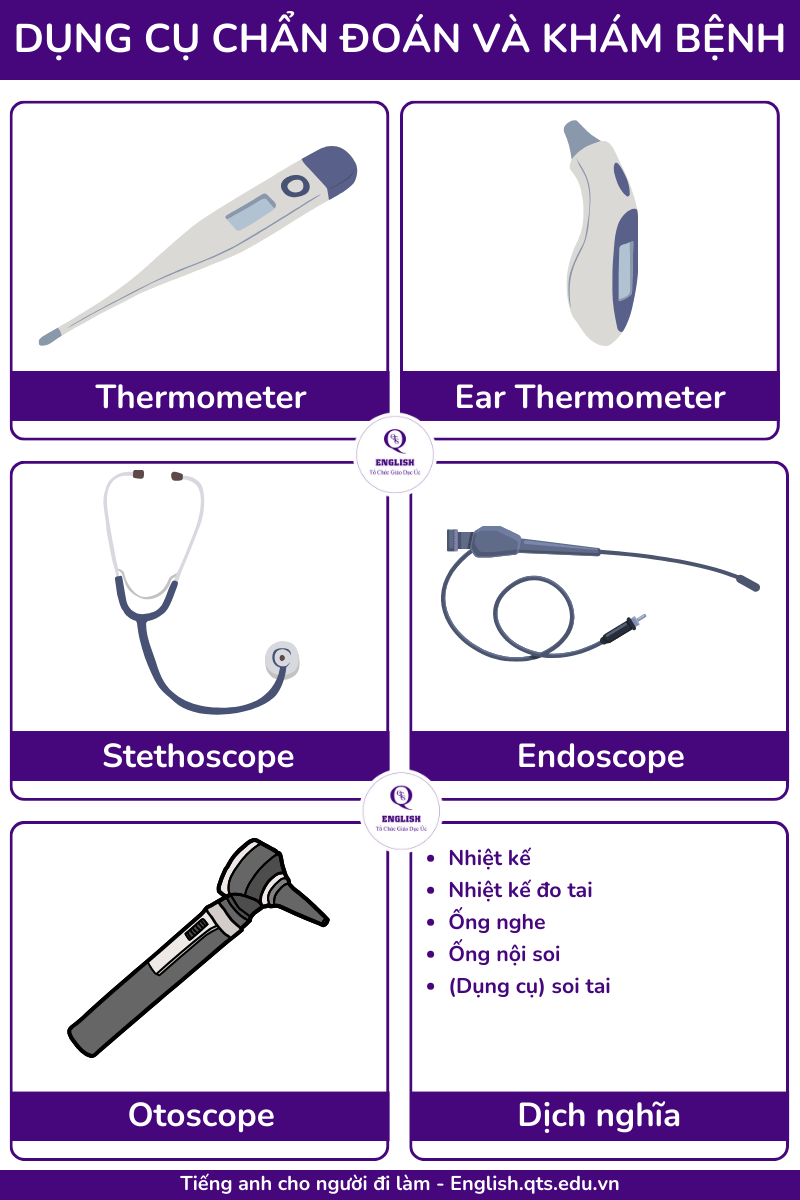 DỤNG CỤ CHẨN ĐOÁN VÀ KHÁM BỆNH
Thermometer
Ear Thermometer
Q
QTS
ENGLISH
Tổ Chức Giáo Dục Úc
Stethoscope
Endoscope
Q
QTS
ENGLISH
Tổ Chức Giáo Dục Úc
• Nhiệt kế
• Nhiệt kế đo tai
• Ống nghe
• Ống nội soi
• (Dụng cụ) soi tai
Otoscope
Dịch nghĩa
Tiếng anh cho người đi làm - English.qts.edu.vn